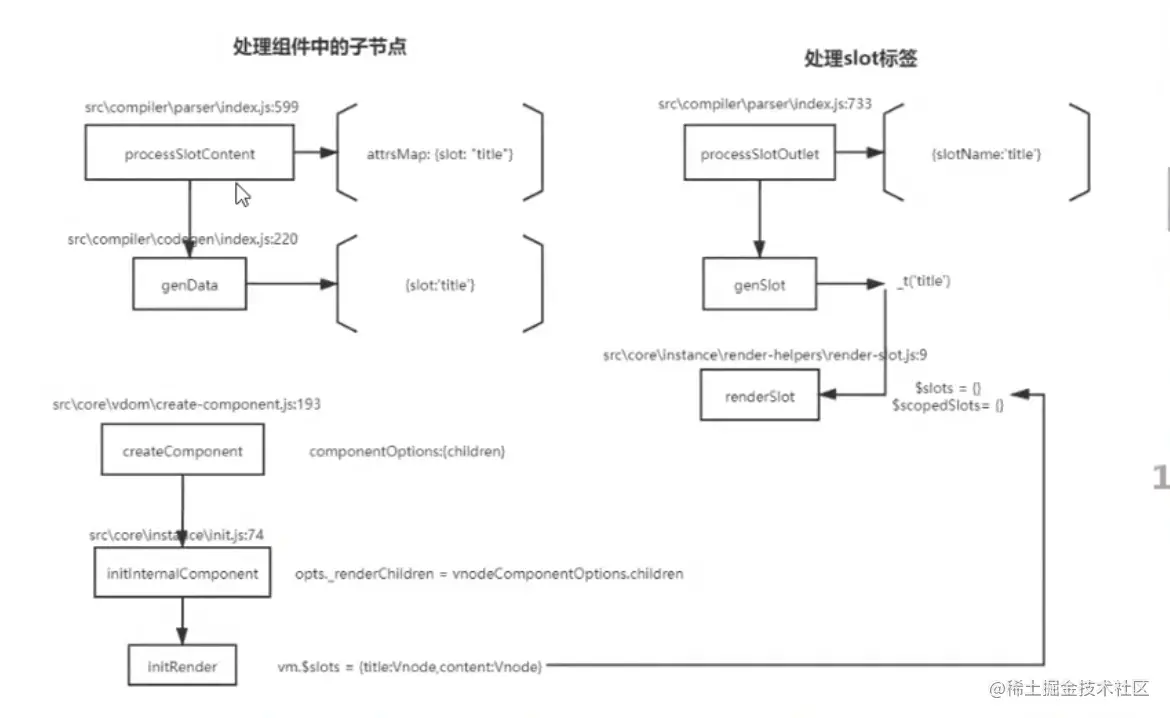 处理组件中的子节点
src\compiler\parser\index.js:599
processSlotContent
attrsMap: {slot: "title"}
src\compiler\codegen\index.js:220
genData
{slot:'title'}
src\core\vdom\create-component.js:193
createComponent
componentOptions:{children}
src\core\instance\init.js:74
initInternalComponent
opts._renderChildren = vnodeComponentOptions.children
initRender
vm.$slots = {title:Vnode,content:Vnode}
处理slot标签
src\compiler\parser\index.js:733
processSlotOutlet
{slotName:'title'}
genSlot
_t('title')
src\core\instance\render-helpers\render-slot.js:9
renderSlot
$slots = {}
$scopedSlots= {}
1
@稀土掘金技术社区